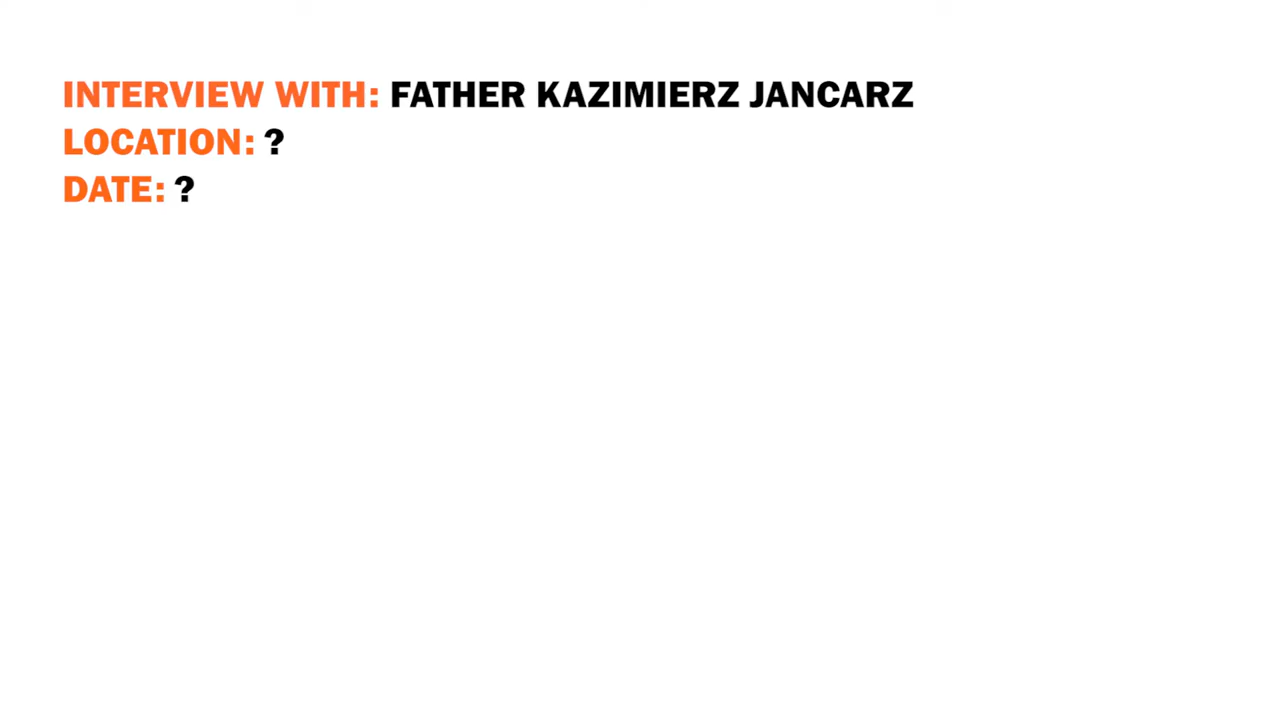 INTERVIEW WITH: FATHER KAZIMIERZ JANCARZ
LOCATION: ?
DATE: ?